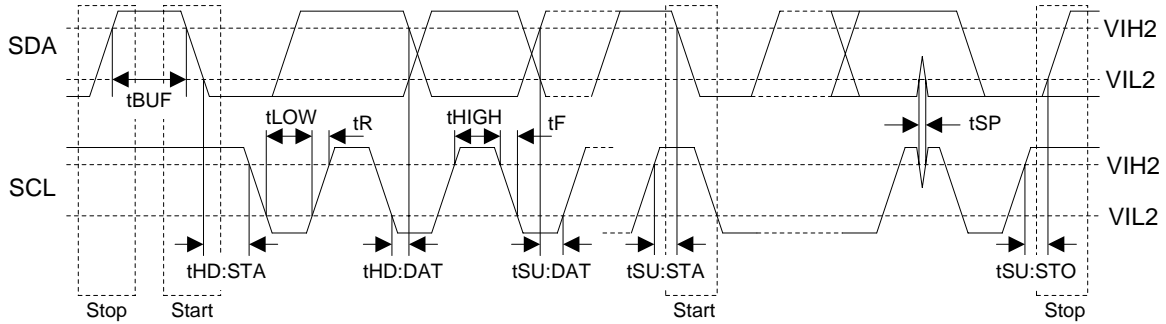 SDA
VIH2
VIL2
tBUF
tLOW
tR
tHIGH
tF
tSP
SCL
VIH2
VIL2
tHD:STA
tHD:DAT
tSU:DAT
tSU:STA
tSU:STO
Stop
Start
Start
Stop